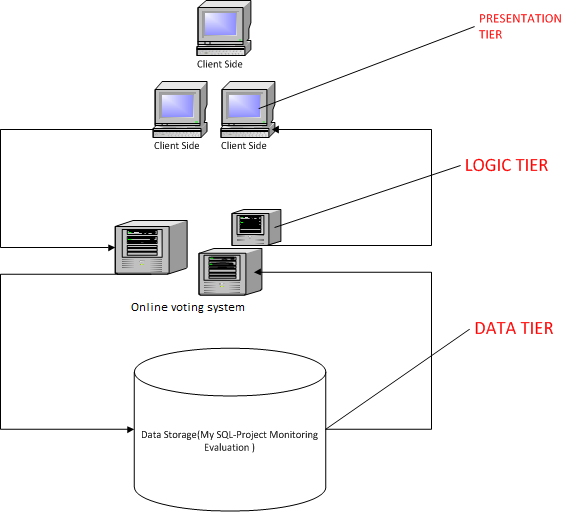 PRESENTATION
TIER
Client Side
Client Side
Client Side
LOGIC TIER
Online voting system
DATA TIER
Data Storage(My SQL-Project Monitoring
Evaluation )